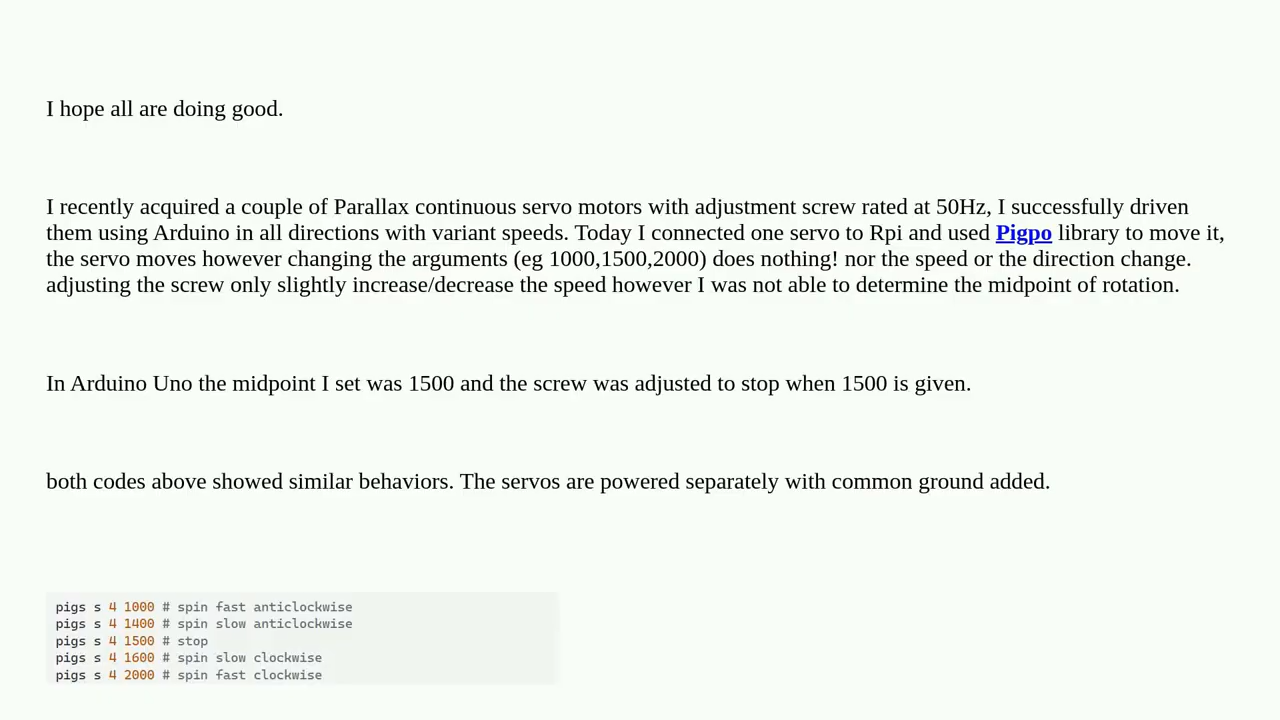 I hope all are doing good.
I recently acquired a couple of Parallax continuous servo motors with adjustment screw rated at 50Hz, I successfully driven
them using Arduino in all directions with variant speeds. Today I connected one servo to Rpi and used Pigpo library to move it,
the servo moves however changing the arguments (eg 1000,1500,2000) does nothing! nor the speed or the direction change.
adjusting the screw only slightly increase/decrease the speed however I was not able to determine the midpoint of rotation.
In Arduino Uno the midpoint I set was 1500 and the screw was adjusted to stop when 1500 is given.
both codes above showed similar behaviors. The servos are powered separately with common ground added.
pigs s 4 1000 # spin fast anticlockwise
pigs s 4 1400 # spin slow anticlockwise
pigs s 4 1500 # stop
pigs s 4 1600 # spin slow clockwise
pigs s 4 2000 # spin fast clockwise